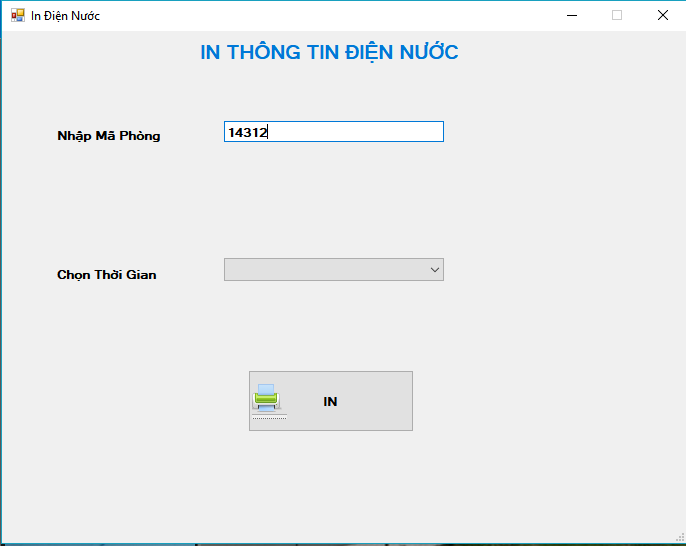 In Điện Nước
IN THÔNG TIN ĐIỆN NƯỚC
Nhập Mã Phòng
14312
Chọn Thời Gian
IN